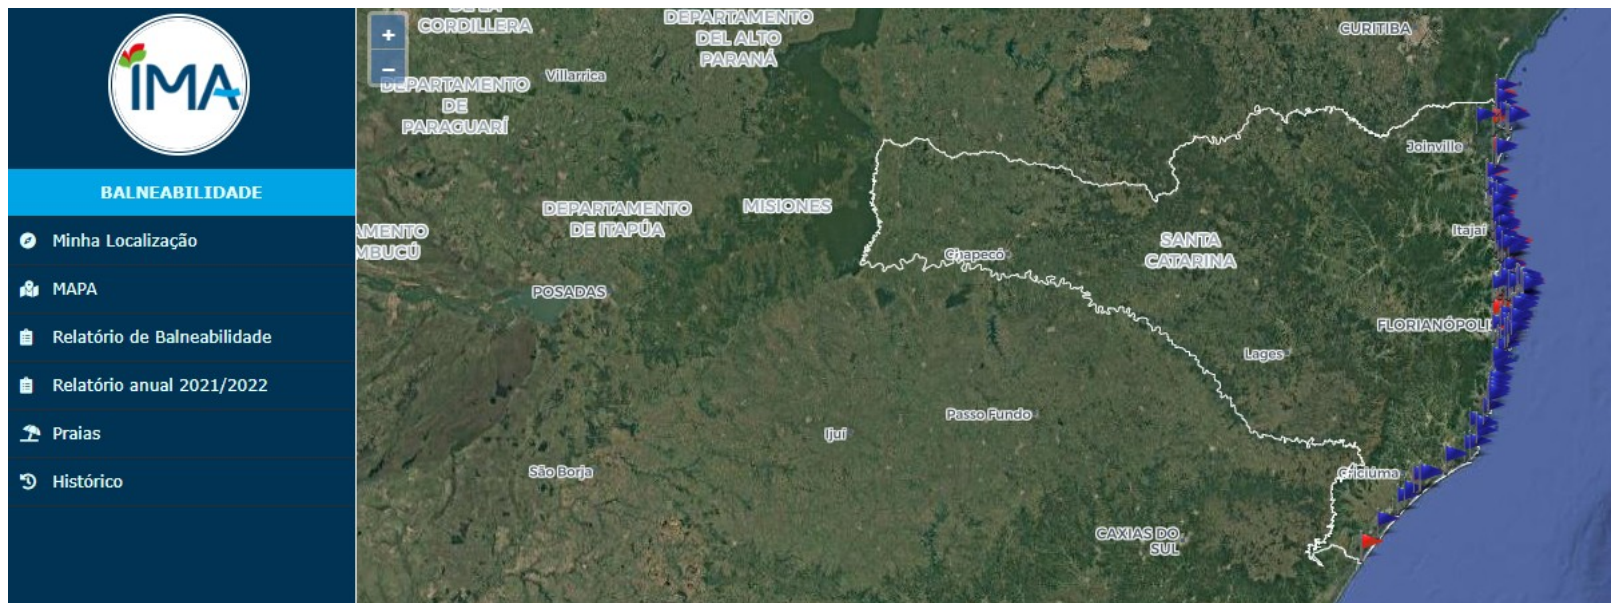 IMA
BALNEABILIDADE
Minha Localização
MAPA
Relatório de Balneabilidade
Relatório anual 2021/2022
Praias
Histórico
+
−
DE LA
CORDILLERA
DEPARTAMENTO
DEL ALTO
PARANÁ
CURITIBA
Villarrica
DEPARTAMENTO
DE
PARAGUARÍ
Joinville
DEPARTAMENTO
DE ITAPÚA
MISIONES
AMENTO
MBUCÚ
Chapecó
SANTA
CATARINA
Itajaí
POSADAS
FLORIANÓPOLI
Lages
Passo Fundo
Ijuí
São Borja
Criciúma
CAXIAS DO
SUL